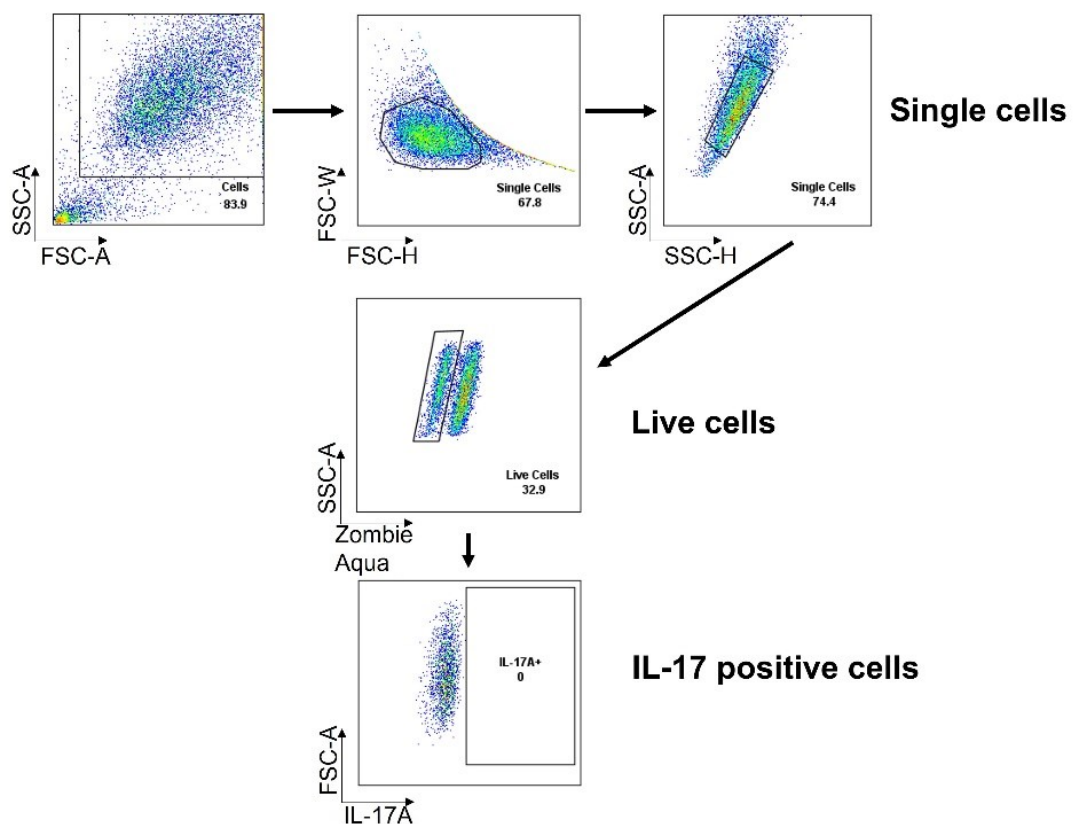 SSC-A
Cells
83.9
FSC-A
FSC-W
Single Cells
67.8
FSC-H
SSC-A
Single Cells
74.4
SSC-H
Single cells
SSC-A
Live Cells
32.9
Zombie
Aqua
Live cells
FSC-A
IL-17A+
0
IL-17A
IL-17 positive cells